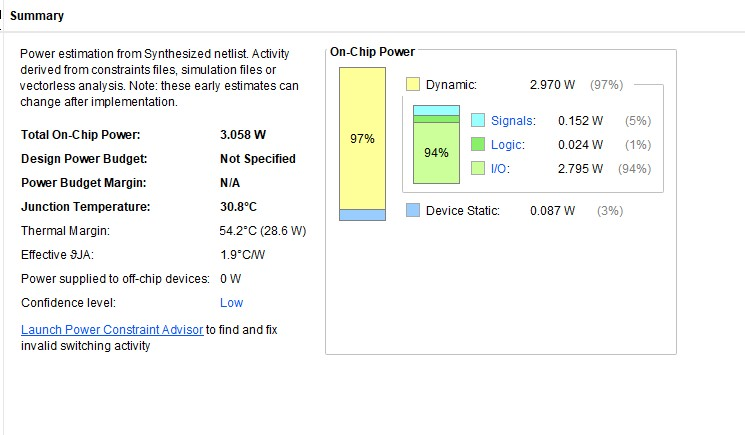 Summary
Power estimation from Synthesized netlist. Activity
derived from constraints files, simulation files or
vectorless analysis. Note: these early estimates can
change after implementation.
Total On-Chip Power: 3.058 W
Design Power Budget: Not Specified
Power Budget Margin: N/A
Junction Temperature: 30.8°C
Thermal Margin: 54.2°C (28.6 W)
Effective ϑJA: 1.9°C/W
Power supplied to off-chip devices: 0 W
Confidence level: Low
Launch Power Constraint Advisor to find and fix
invalid switching activity
On-Chip Power
Dynamic: 2.970 W (97%)
97%
94%
Signals: 0.152 W (5%)
Logic: 0.024 W (1%)
I/O: 2.795 W (94%)
Device Static: 0.087 W (3%)